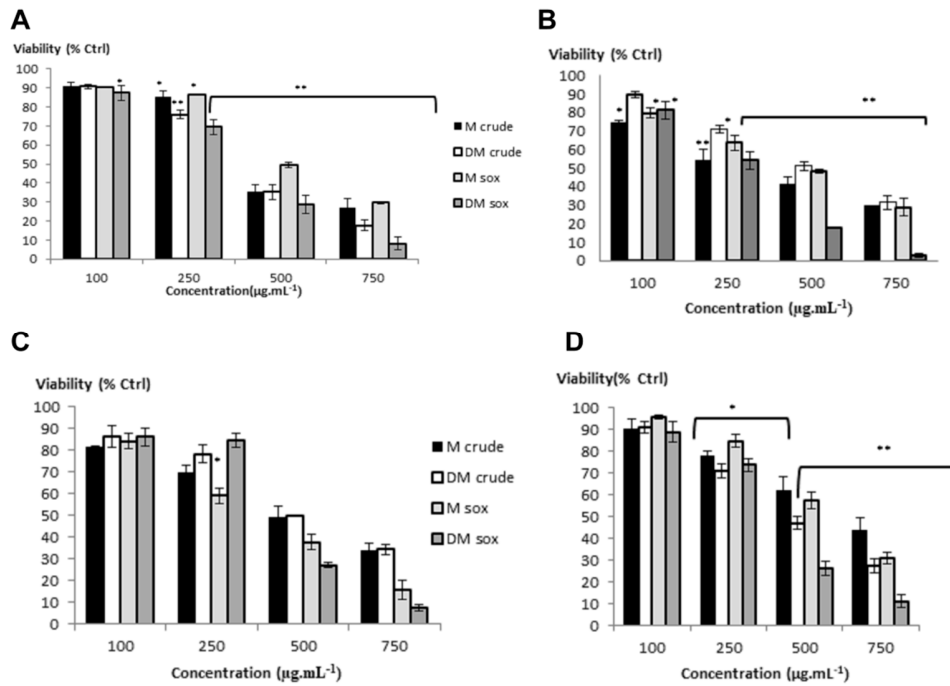 A
Viability (% Ctrl)
100
90
80
70
60
50
40
30
20
10
0
* * ** * **
100 250 500 750
Concentration(µg.mL-1)
M crude
DM crude
M sox
DM sox
B
Viability (% Ctrl)
100
90
80
70
60
50
40
30
20
10
0
* * * ** * **
100 250 500 750
Concentration (µg.mL-1)
C
Viability (% Ctrl)
100
90
80
70
60
50
40
30
20
10
0
*
100 250 500 750
Concentration (µg.mL-1)
M crude
DM crude
M sox
DM sox
D
Viability(% Ctrl)
100
90
80
70
60
50
40
30
20
10
0
* **
100 250 500 750
Concentration (µg.mL-1)